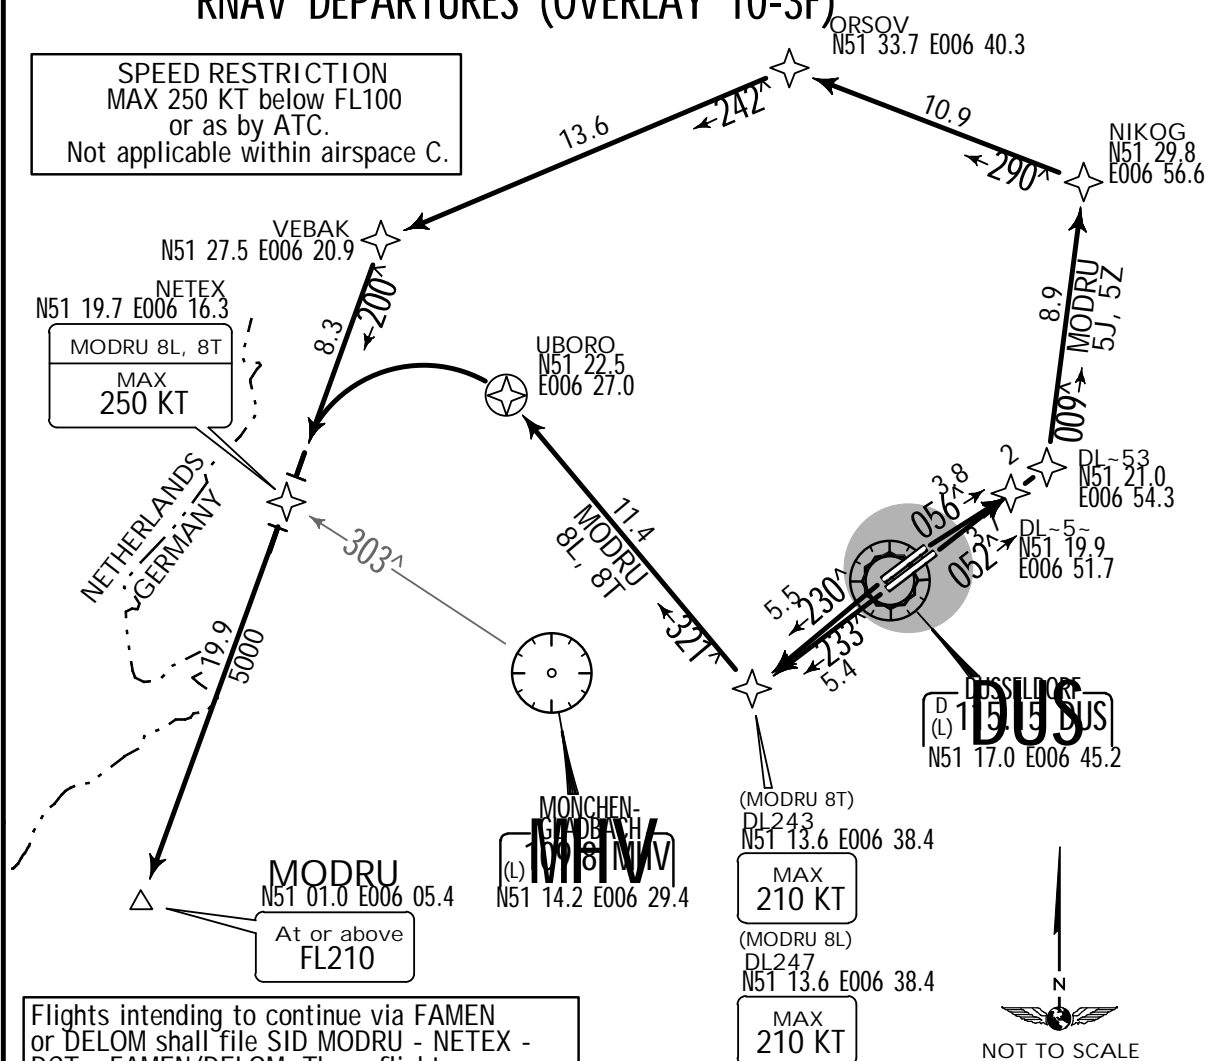 RNAV DEPARTURES (OVERLAY 10-3F)
SPEED RESTRICTION
MAX 250 KT below FL100
or as by ATC.
Not applicable within airspace C.
ORSOV
N51 33.7 E006 40.3
13.6
←242^
10.9
←290^
NIKOG
N51 29.8
E006 56.6
VEBAK
N51 27.5 E006 20.9
←200^
8.3
NETEX
N51 19.7 E006 16.3
MODRU 8L, 8T
MAX
250 KT
UBORO
N51 22.5
E006 27.0
8.9
009^→ MODRU
5J, 5Z
DL~53
N51 21.0
E006 54.3
2
3.8
056^
DL~5~
N51 19.9
E006 51.7
052^
NETHERLANDS
GERMANY
303^
11.4
MODRU
8L, 8T
←321^
5.5
←230^
←233^
5.4
19.9
5000
DUSSELDORF
D
(L)
115.15 DUS
DUS
N51 17.0 E006 45.2
MONCHEN-
GLADBACH
(L) 109.8 MHV
MHV
N51 14.2 E006 29.4
(MODRU 8T)
DL243
N51 13.6 E006 38.4
MAX
210 KT
(MODRU 8L)
DL247
N51 13.6 E006 38.4
MAX
210 KT
MODRU
N51 01.0 E006 05.4
At or above
FL210
N
NOT TO SCALE
Flights intending to continue via FAMEN
or DELOM shall file SID MODRU - NETEX -